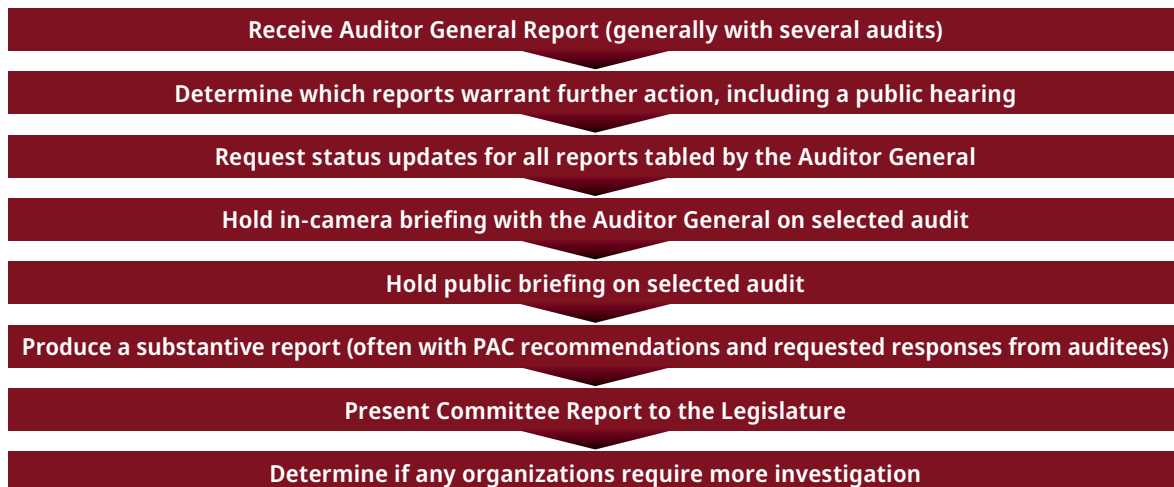 Receive Auditor General Report (generally with several audits)
Determine which reports warrant further action, including a public hearing
Request status updates for all reports tabled by the Auditor General
Hold in-camera briefing with the Auditor General on selected audit
Hold public briefing on selected audit
Produce a substantive report (often with PAC recommendations and requested responses from auditees)
Present Committee Report to the Legislature
Determine if any organizations require more investigation